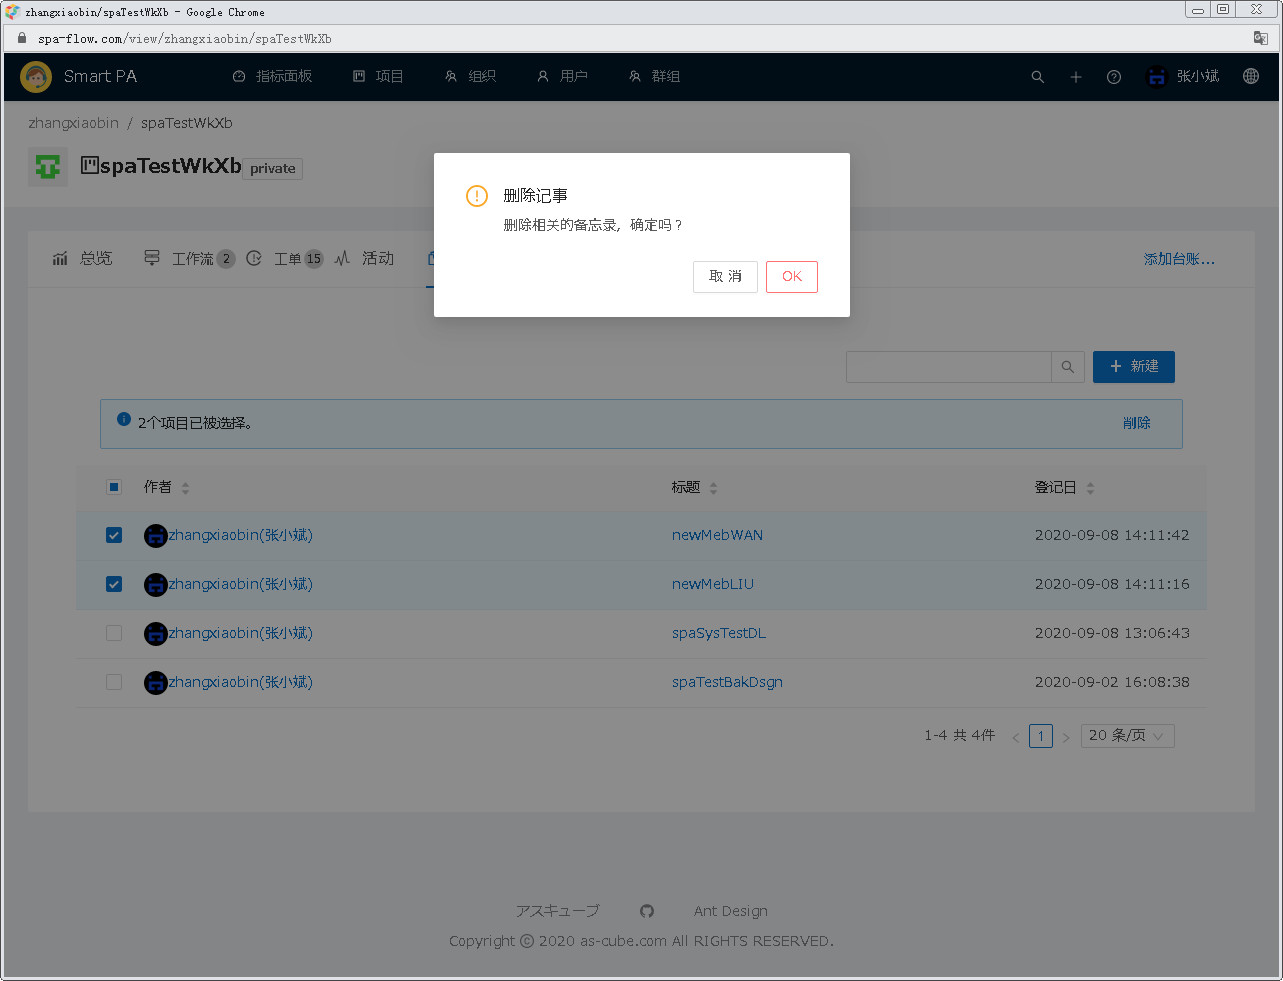 zhangxiaobin/spaTestWkXb - Google Chrome
spa-flow.com/view/zhangxiaobin/spaTestWkXb
Smart PA 指标面板 项目 组织 用户 群组 张小斌
zhangxiaobin / spaTestWkXb
spaTestWkXb private
删除记事
删除相关的备忘录，确定吗？
取 消 OK
总览 工作流 2 工单 15 活动 添加台账...
新建
2个项目已被选择。 削除
作者 标题 登记日
zhangxiaobin(张小斌) newMebWAN 2020-09-08 14:11:42
zhangxiaobin(张小斌) newMebLIU 2020-09-08 14:11:16
zhangxiaobin(张小斌) spaSysTestDL 2020-09-08 13:06:43
zhangxiaobin(张小斌) spaTestBakDsgn 2020-09-02 16:08:38
1-4 共 4件 < 1 > 20 条/页
アスキューブ Ant Design
Copyright © 2020 as-cube.com All RIGHTS RESERVED.